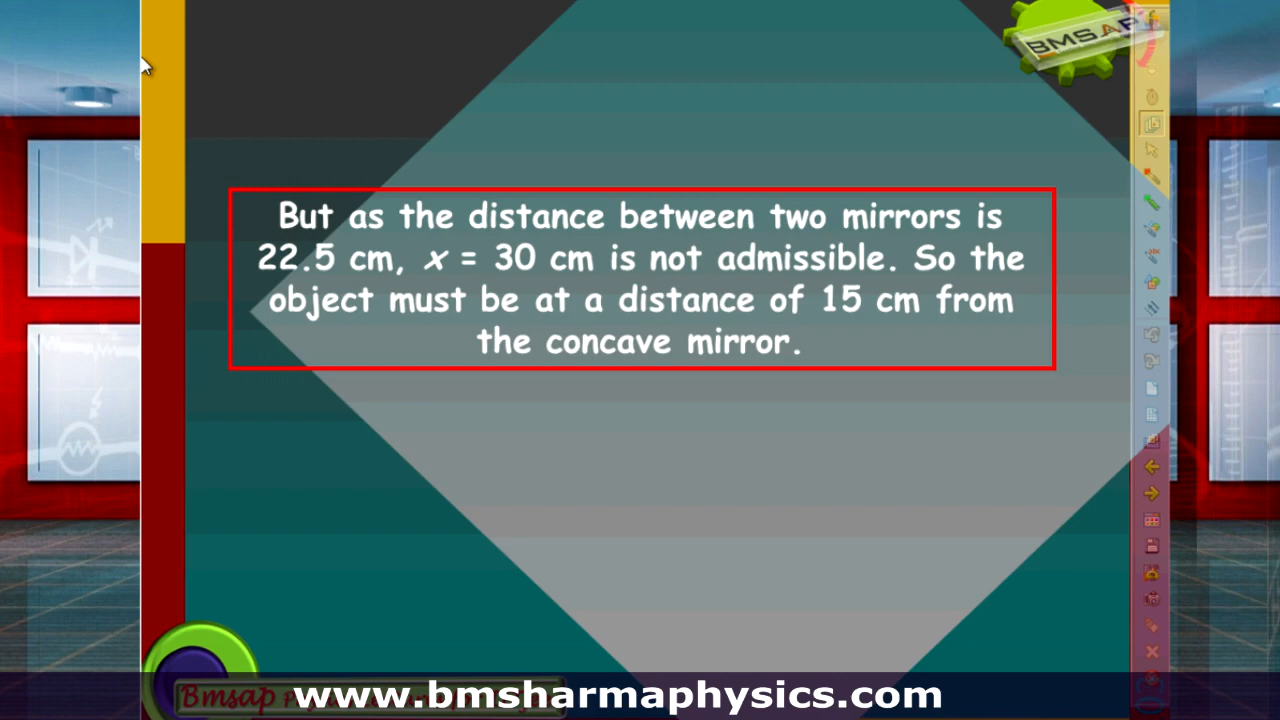 BMSAP
But as the distance between two mirrors is
22.5 cm, x = 30 cm is not admissible. So the
object must be at a distance of 15 cm from
the concave mirror.
Bmsap
www.bmsharmaphysics.com